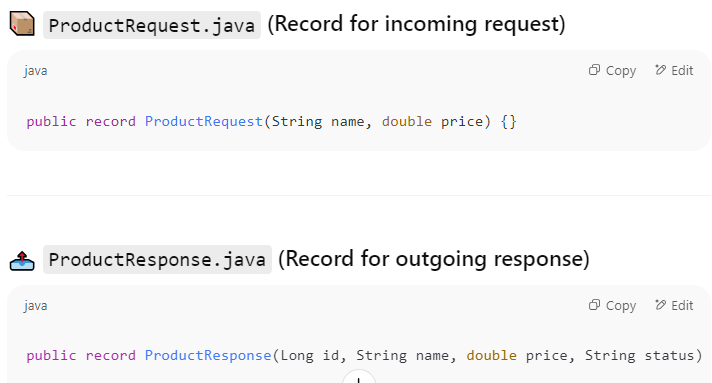 ProductRequest.java (Record for incoming request)
java Copy Edit
public record ProductRequest(String name, double price) {}
ProductResponse.java (Record for outgoing response)
java Copy Edit
public record ProductResponse(Long id, String name, double price, String status)